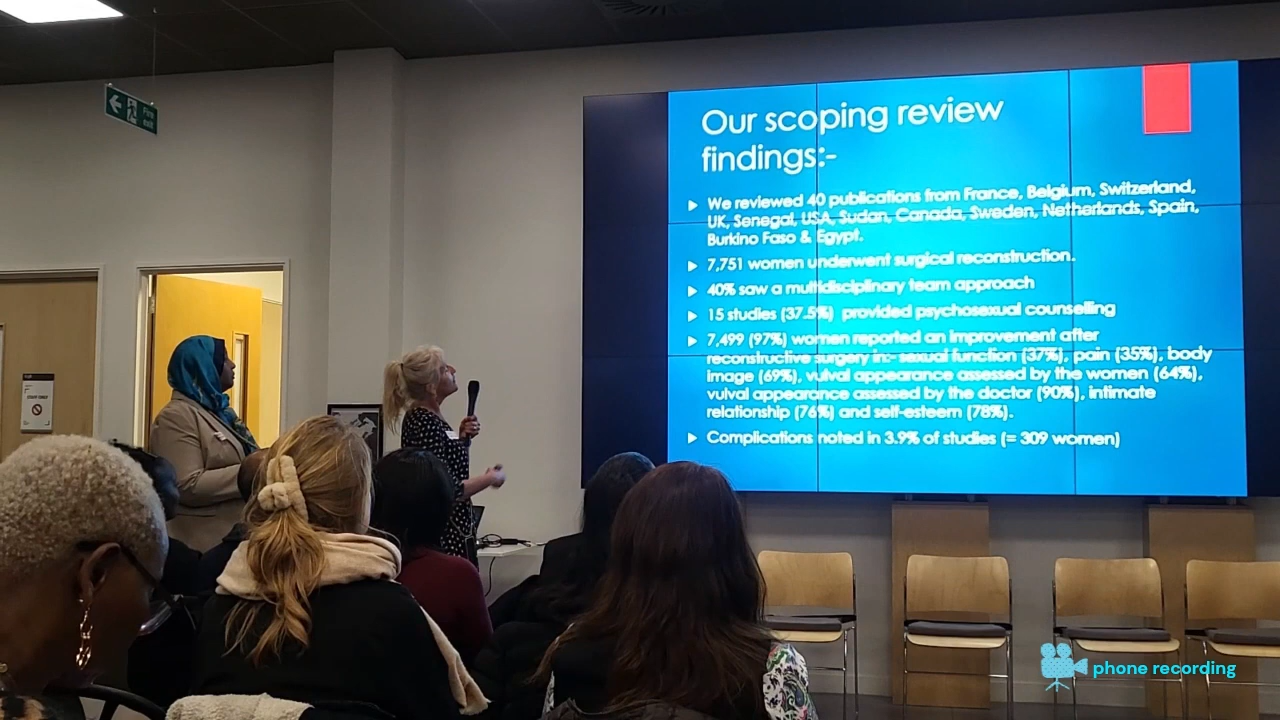 Fire
exit
Our scoping review
findings:-
We reviewed 40 publications from France, Belgium, Switzerland,
UK, Senegal, USA, Sudan, Canada, Sweden, Netherlands, Spain,
Burkino Faso & Egypt.
7,751 women underwent surgical reconstruction.
40% saw a multidisciplinary team approach
15 studies (37.5%) provided psychosexual counselling
7,499 (97%) women reported an improvement after
reconstructive surgery in:- sexual function (37%), pain (35%), body
image (69%), vulval appearance assessed by the women (64%),
vulval appearance assessed by the doctor (90%), intimate
relationship (76%) and self-esteem (78%).
Complications noted in 3.9% of studies (= 309 women)
phone recording